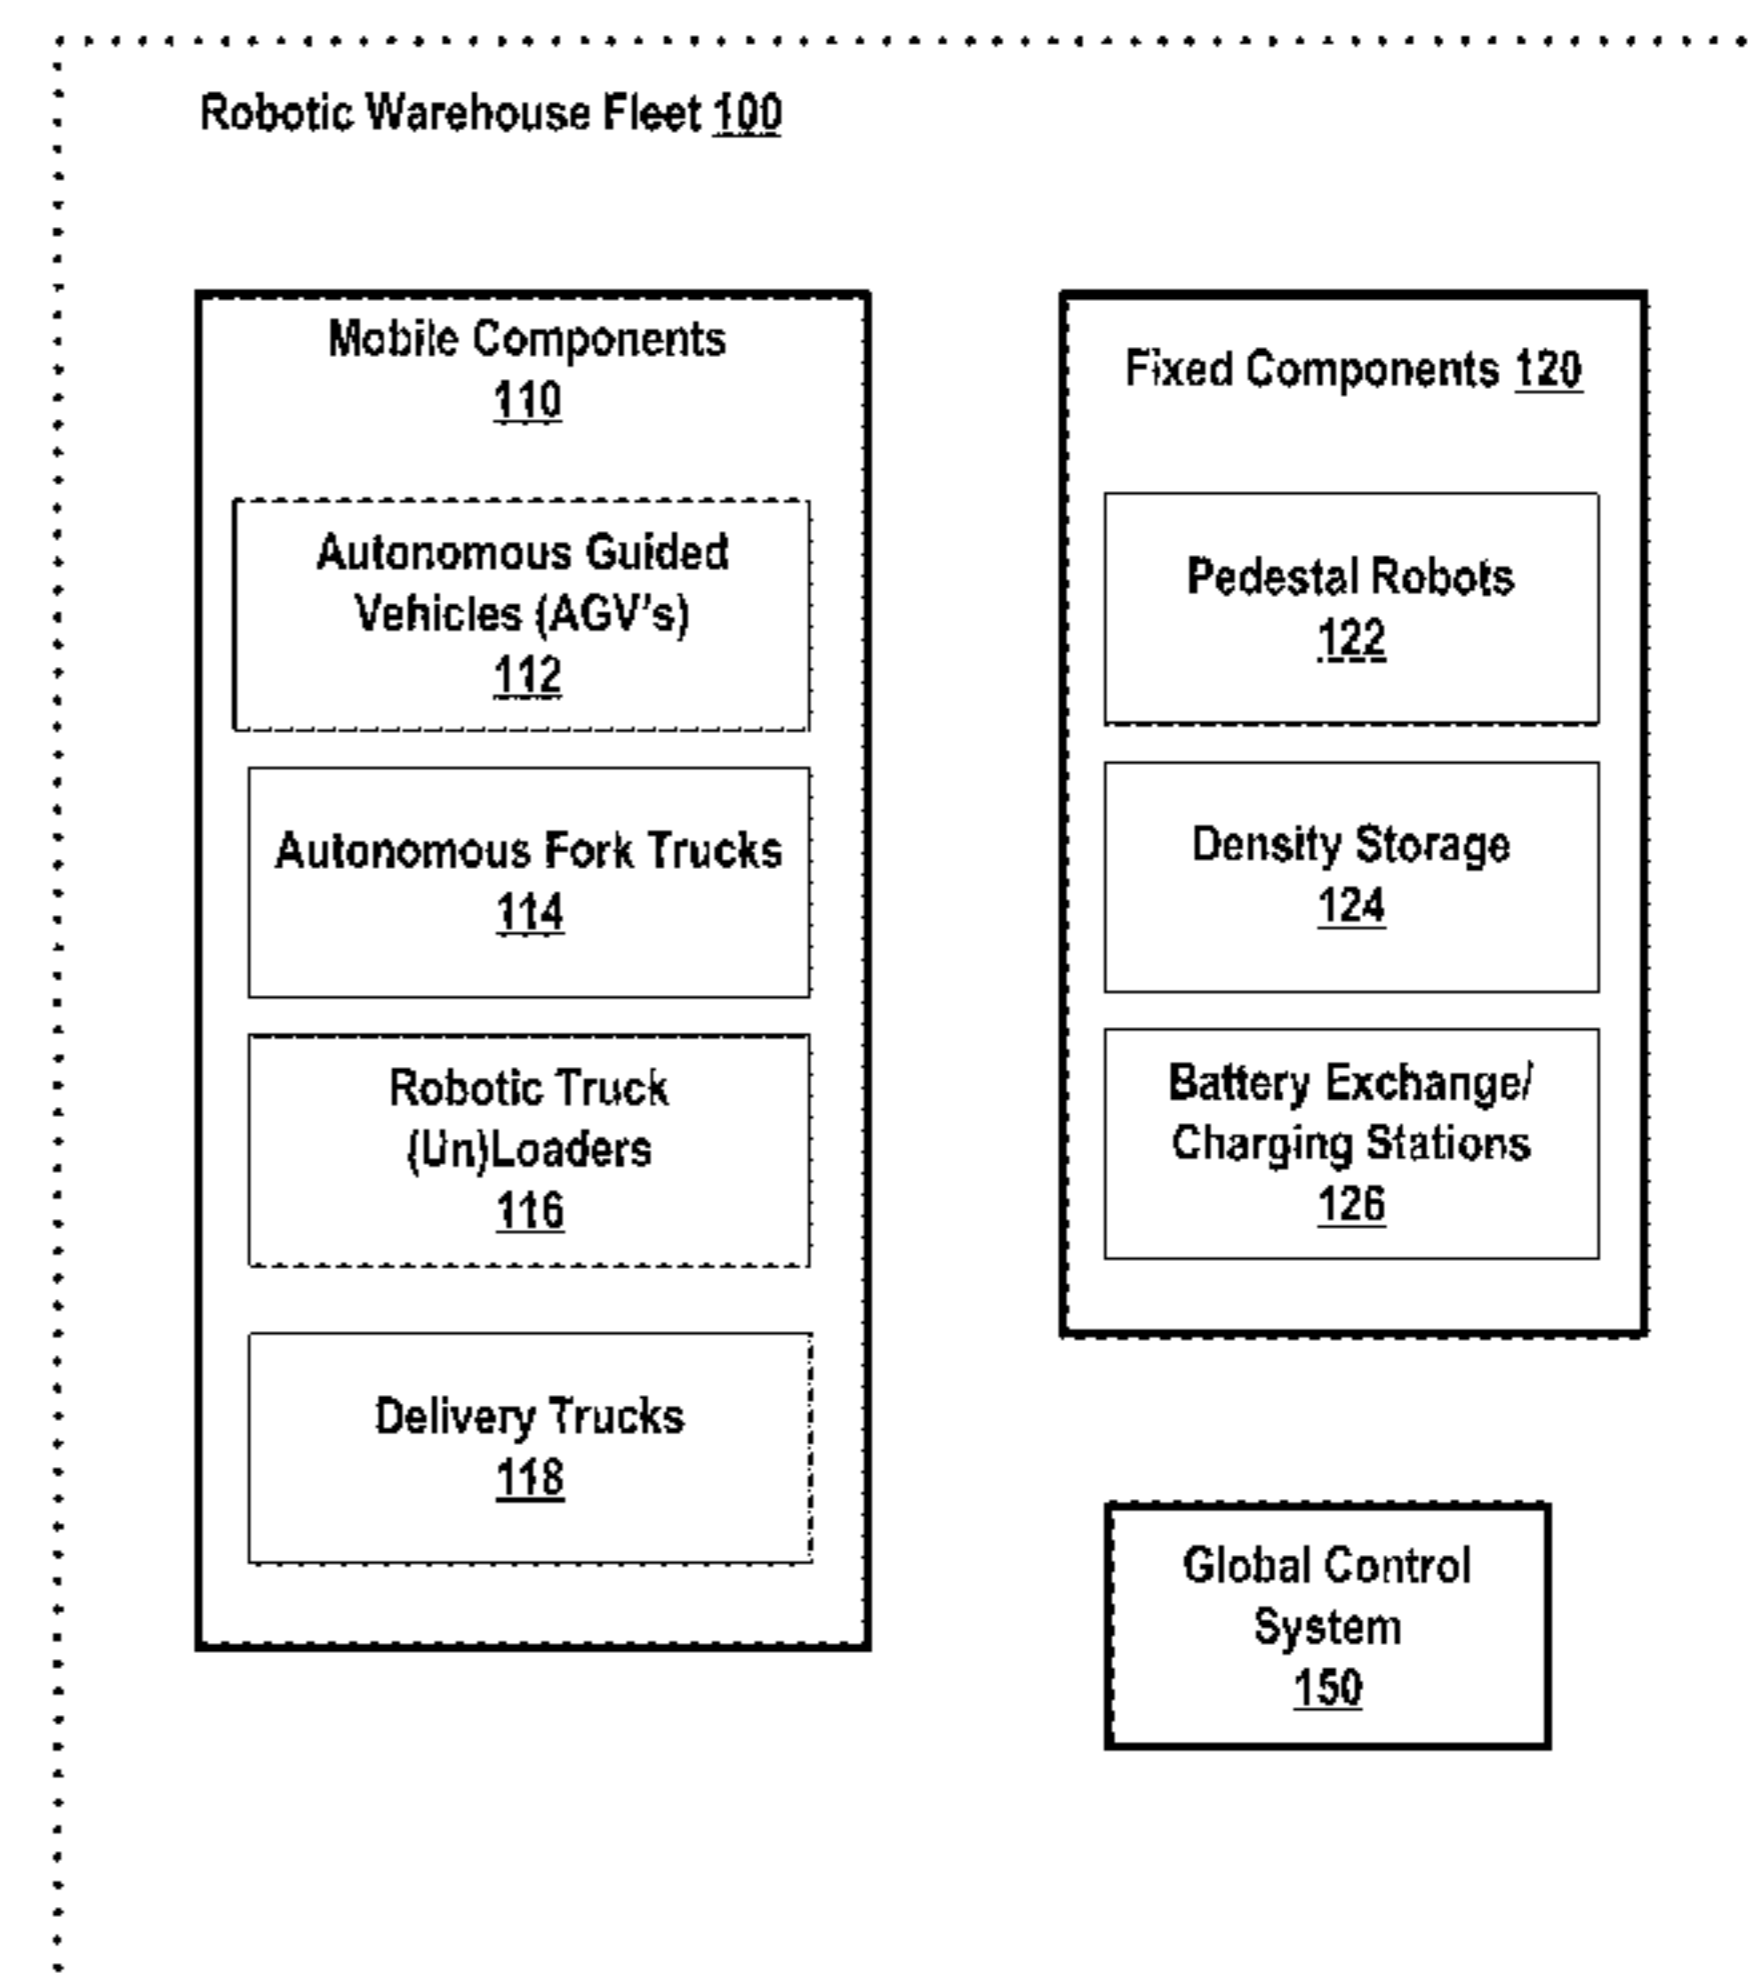 Robotic Warehouse Fleet 100
Mobile Components
110
Autonomous Guided
Vehicles (AGV's)
112
Autonomous Fork Trucks
114
Robotic Truck
(Un)Loaders
116
Delivery Trucks
118
Fixed Components 120
Pedestal Robots
122
Density Storage
124
Battery Exchange/
Charging Stations
126
Global Control
System
150